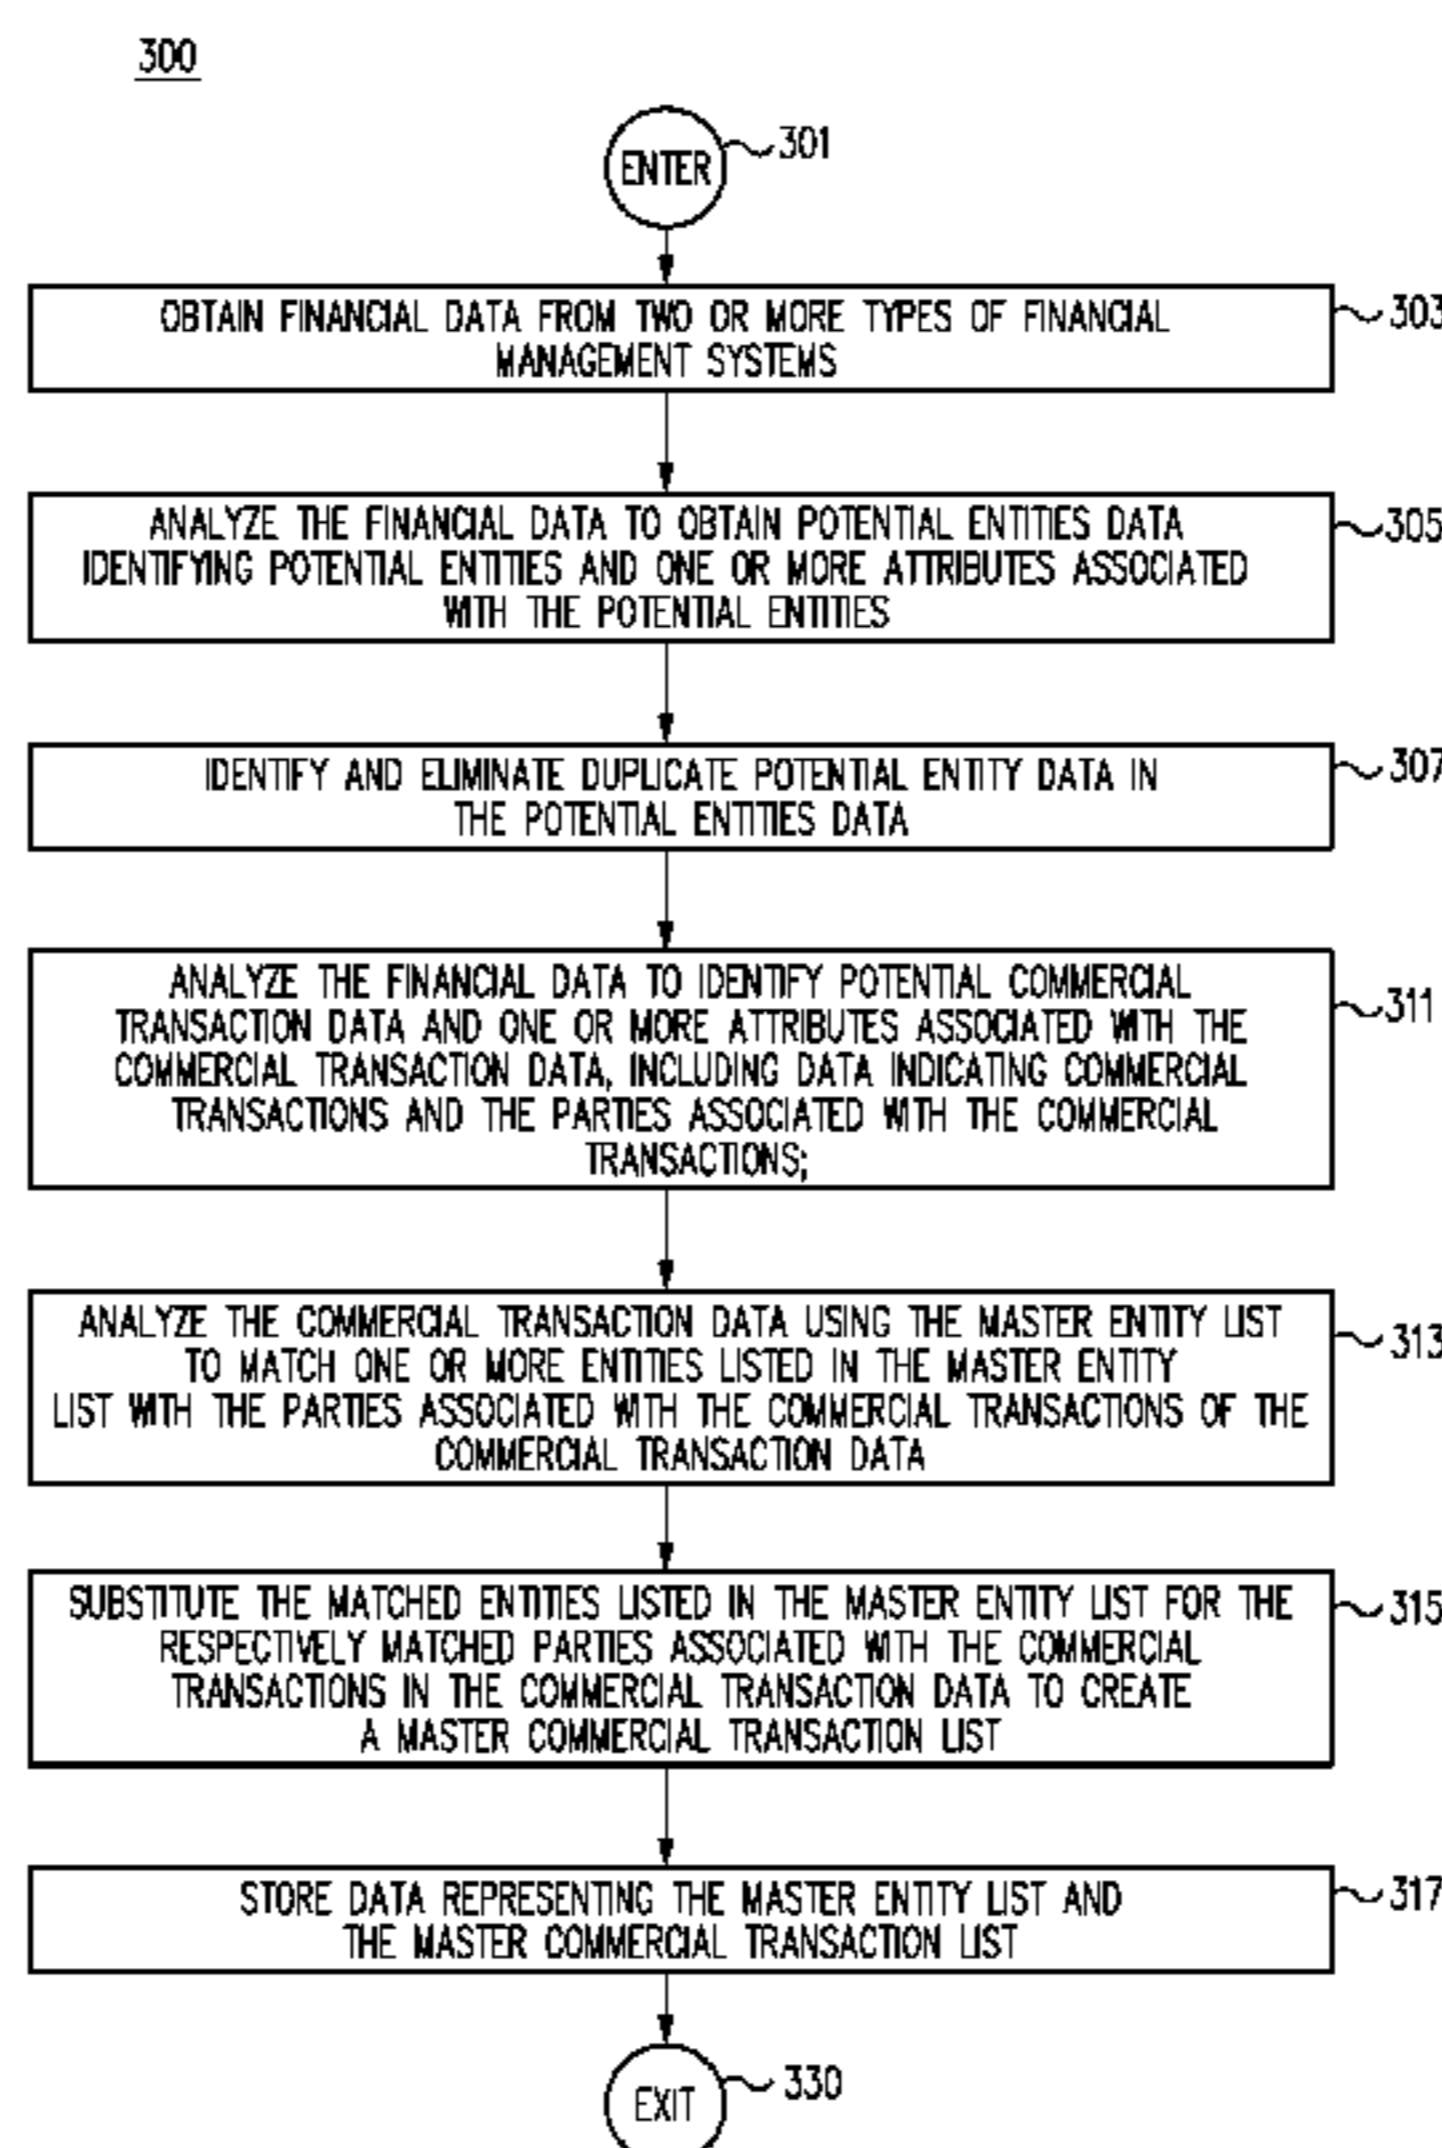 300
ENTER
301
OBTAIN FINANCIAL DATA FROM TWO OR MORE TYPES OF FINANCIAL
MANAGEMENT SYSTEMS
303
ANALYZE THE FINANCIAL DATA TO OBTAIN POTENTIAL ENTITIES DATA
IDENTIFYING POTENTIAL ENTITIES AND ONE OR MORE ATTRIBUTES ASSOCIATED
WITH THE POTENTIAL ENTITIES
305
IDENTIFY AND ELIMINATE DUPLICATE POTENTIAL ENTITY DATA IN
THE POTENTIAL ENTITIES DATA
307
ANALYZE THE FINANCIAL DATA TO IDENTIFY POTENTIAL COMMERCIAL
TRANSACTION DATA AND ONE OR MORE ATTRIBUTES ASSOCIATED WITH THE
COMMERCIAL TRANSACTION DATA, INCLUDING DATA INDICATING COMMERCIAL
TRANSACTIONS AND THE PARTIES ASSOCIATED WITH THE COMMERCIAL
TRANSACTIONS;
311
ANALYZE THE COMMERCIAL TRANSACTION DATA USING THE MASTER ENTITY LIST
TO MATCH ONE OR MORE ENTITIES LISTED IN THE MASTER ENTITY
LIST WITH THE PARTIES ASSOCIATED WITH THE COMMERCIAL TRANSACTIONS OF THE
COMMERCIAL TRANSACTION DATA
313
SUBSTITUTE THE MATCHED ENTITIES LISTED IN THE MASTER ENTITY LIST FOR THE
RESPECTIVELY MATCHED PARTIES ASSOCIATED WITH THE COMMERCIAL
TRANSACTIONS IN THE COMMERCIAL TRANSACTION DATA TO CREATE
A MASTER COMMERCIAL TRANSACTION LIST
315
STORE DATA REPRESENTING THE MASTER ENTITY LIST AND
THE MASTER COMMERCIAL TRANSACTION LIST
317
EXIT
330